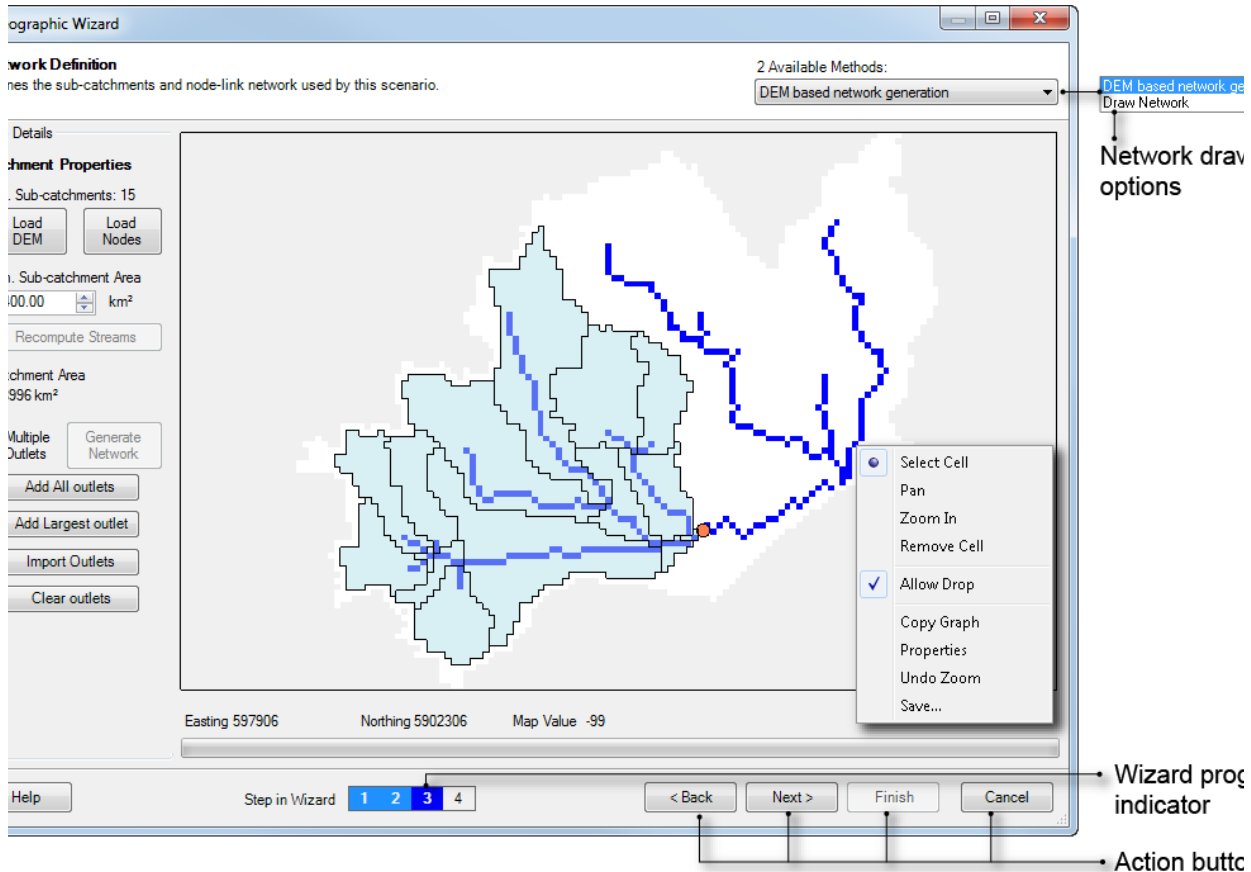 ographic Wizard
work Definition
nes the sub-catchments and node-link network used by this scenario.
2 Available Methods:
DEM based network generation
DEM based network ge
Draw Network
Network draw
options
Details
chment Properties
. Sub-catchments: 15
Load
DEM
Load
Nodes
. Sub-catchment Area
400.00
km²
Recompute Streams
chment Area
996 km²
Multiple
Outlets
Generate
Network
Add All outlets
Add Largest outlet
Import Outlets
Clear outlets
Select Cell
Pan
Zoom In
Remove Cell
Allow Drop
Copy Graph
Properties
Undo Zoom
Save...
Easting 597906 Northing 5902306 Map Value -99
Help
Step in Wizard 1 2 3 4
< Back
Next >
Finish
Cancel
Wizard prog
indicator
Action butto